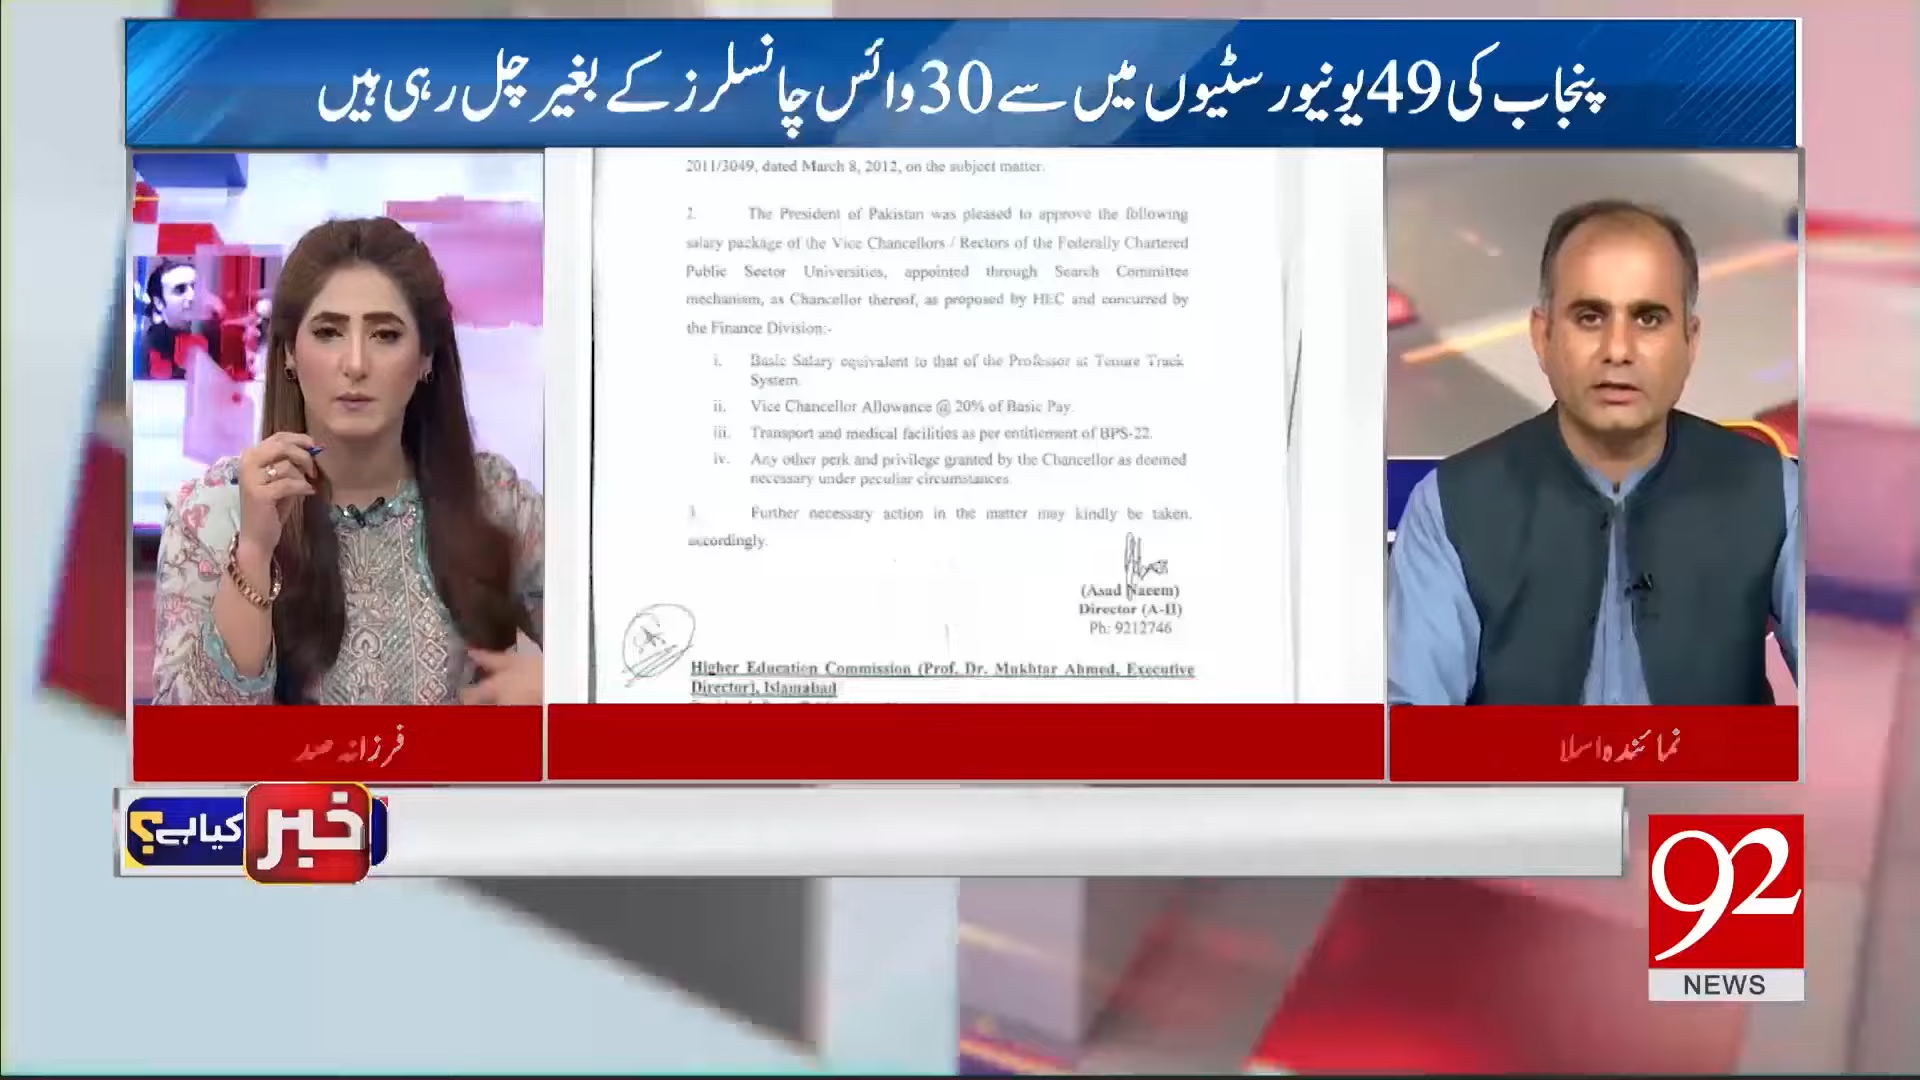 پنجاب کی 49 یونیورسٹیوں میں سے 30 وائس چانسلرز کے بغیر چل رہی ہیں
2011/3049, dated March 8, 2012, on the subject matter.
2. The President of Pakistan was pleased to approve the following
salary package of the Vice Chancellors / Rectors of the Federally Chartered
Public Sector Universities, appointed through Search Committee
mechanism, as Chancellor thereof, as proposed by HEC and concurred by
the Finance Division:-
i. Basic Salary equivalent to that of the Professor at Tenure Track
System.
ii. Vice Chancellor Allowance @ 20% of Basic Pay.
iii. Transport and medical facilities as per entitlement of BPS-22.
iv. Any other perk and privilege granted by the Chancellor as deemed
necessary under peculiar circumstances.
3. Further necessary action in the matter may kindly be taken,
accordingly.
(Asad Naeem)
Director (A-II)
Ph: 9212746
Higher Education Commission (Prof. Dr. Mukhtar Ahmed, Executive
Director), Islamabad
فرزانہ صد
نمائندہ اسلا
خبر کیا ہے؟
92
NEWS